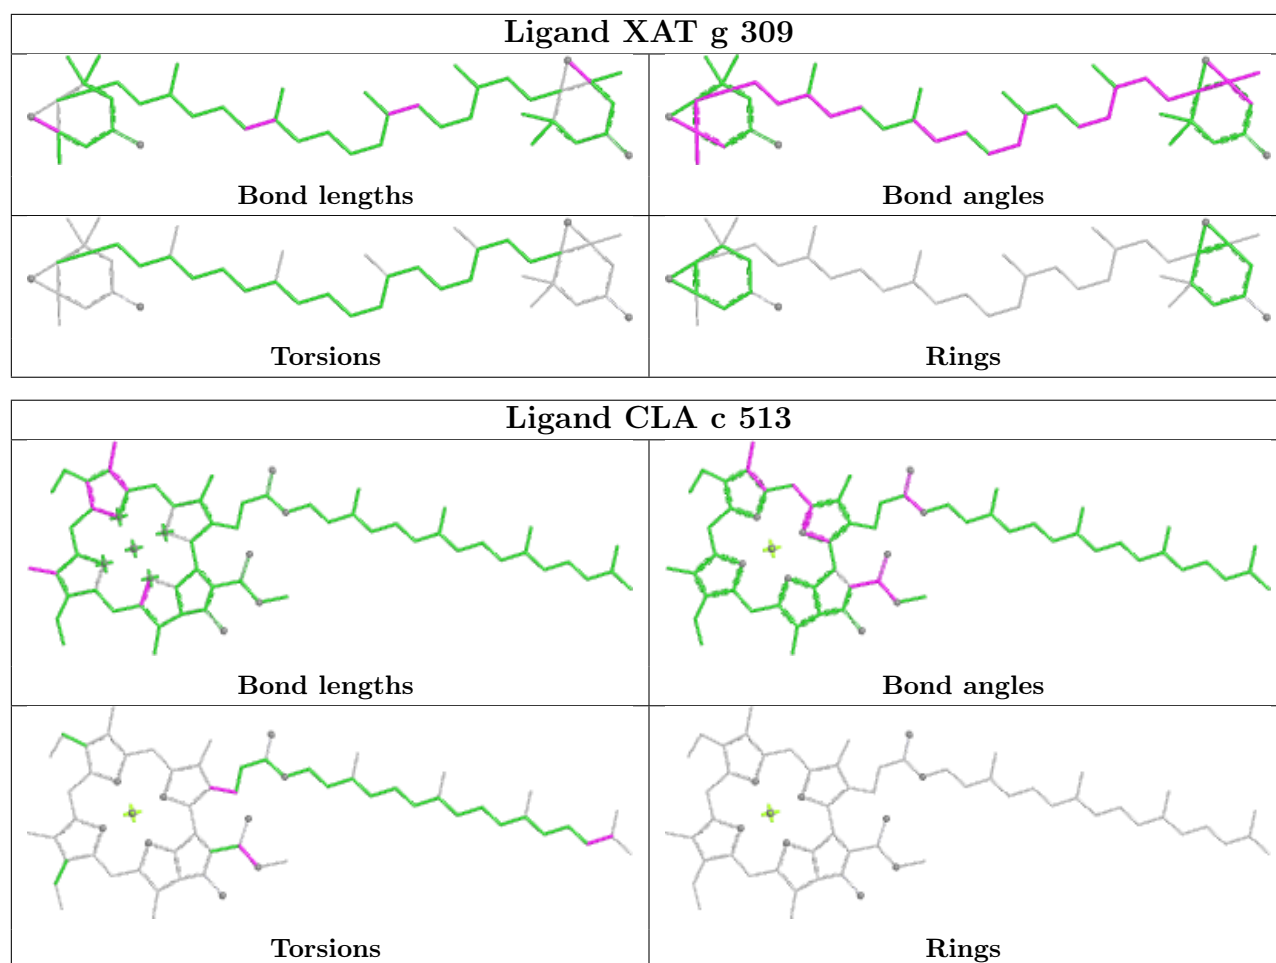 Ligand XAT g 309
Bond lengths
Bond angles
Torsions
Rings
Ligand CLA c 513
Bond lengths
Bond angles
Torsions
Rings